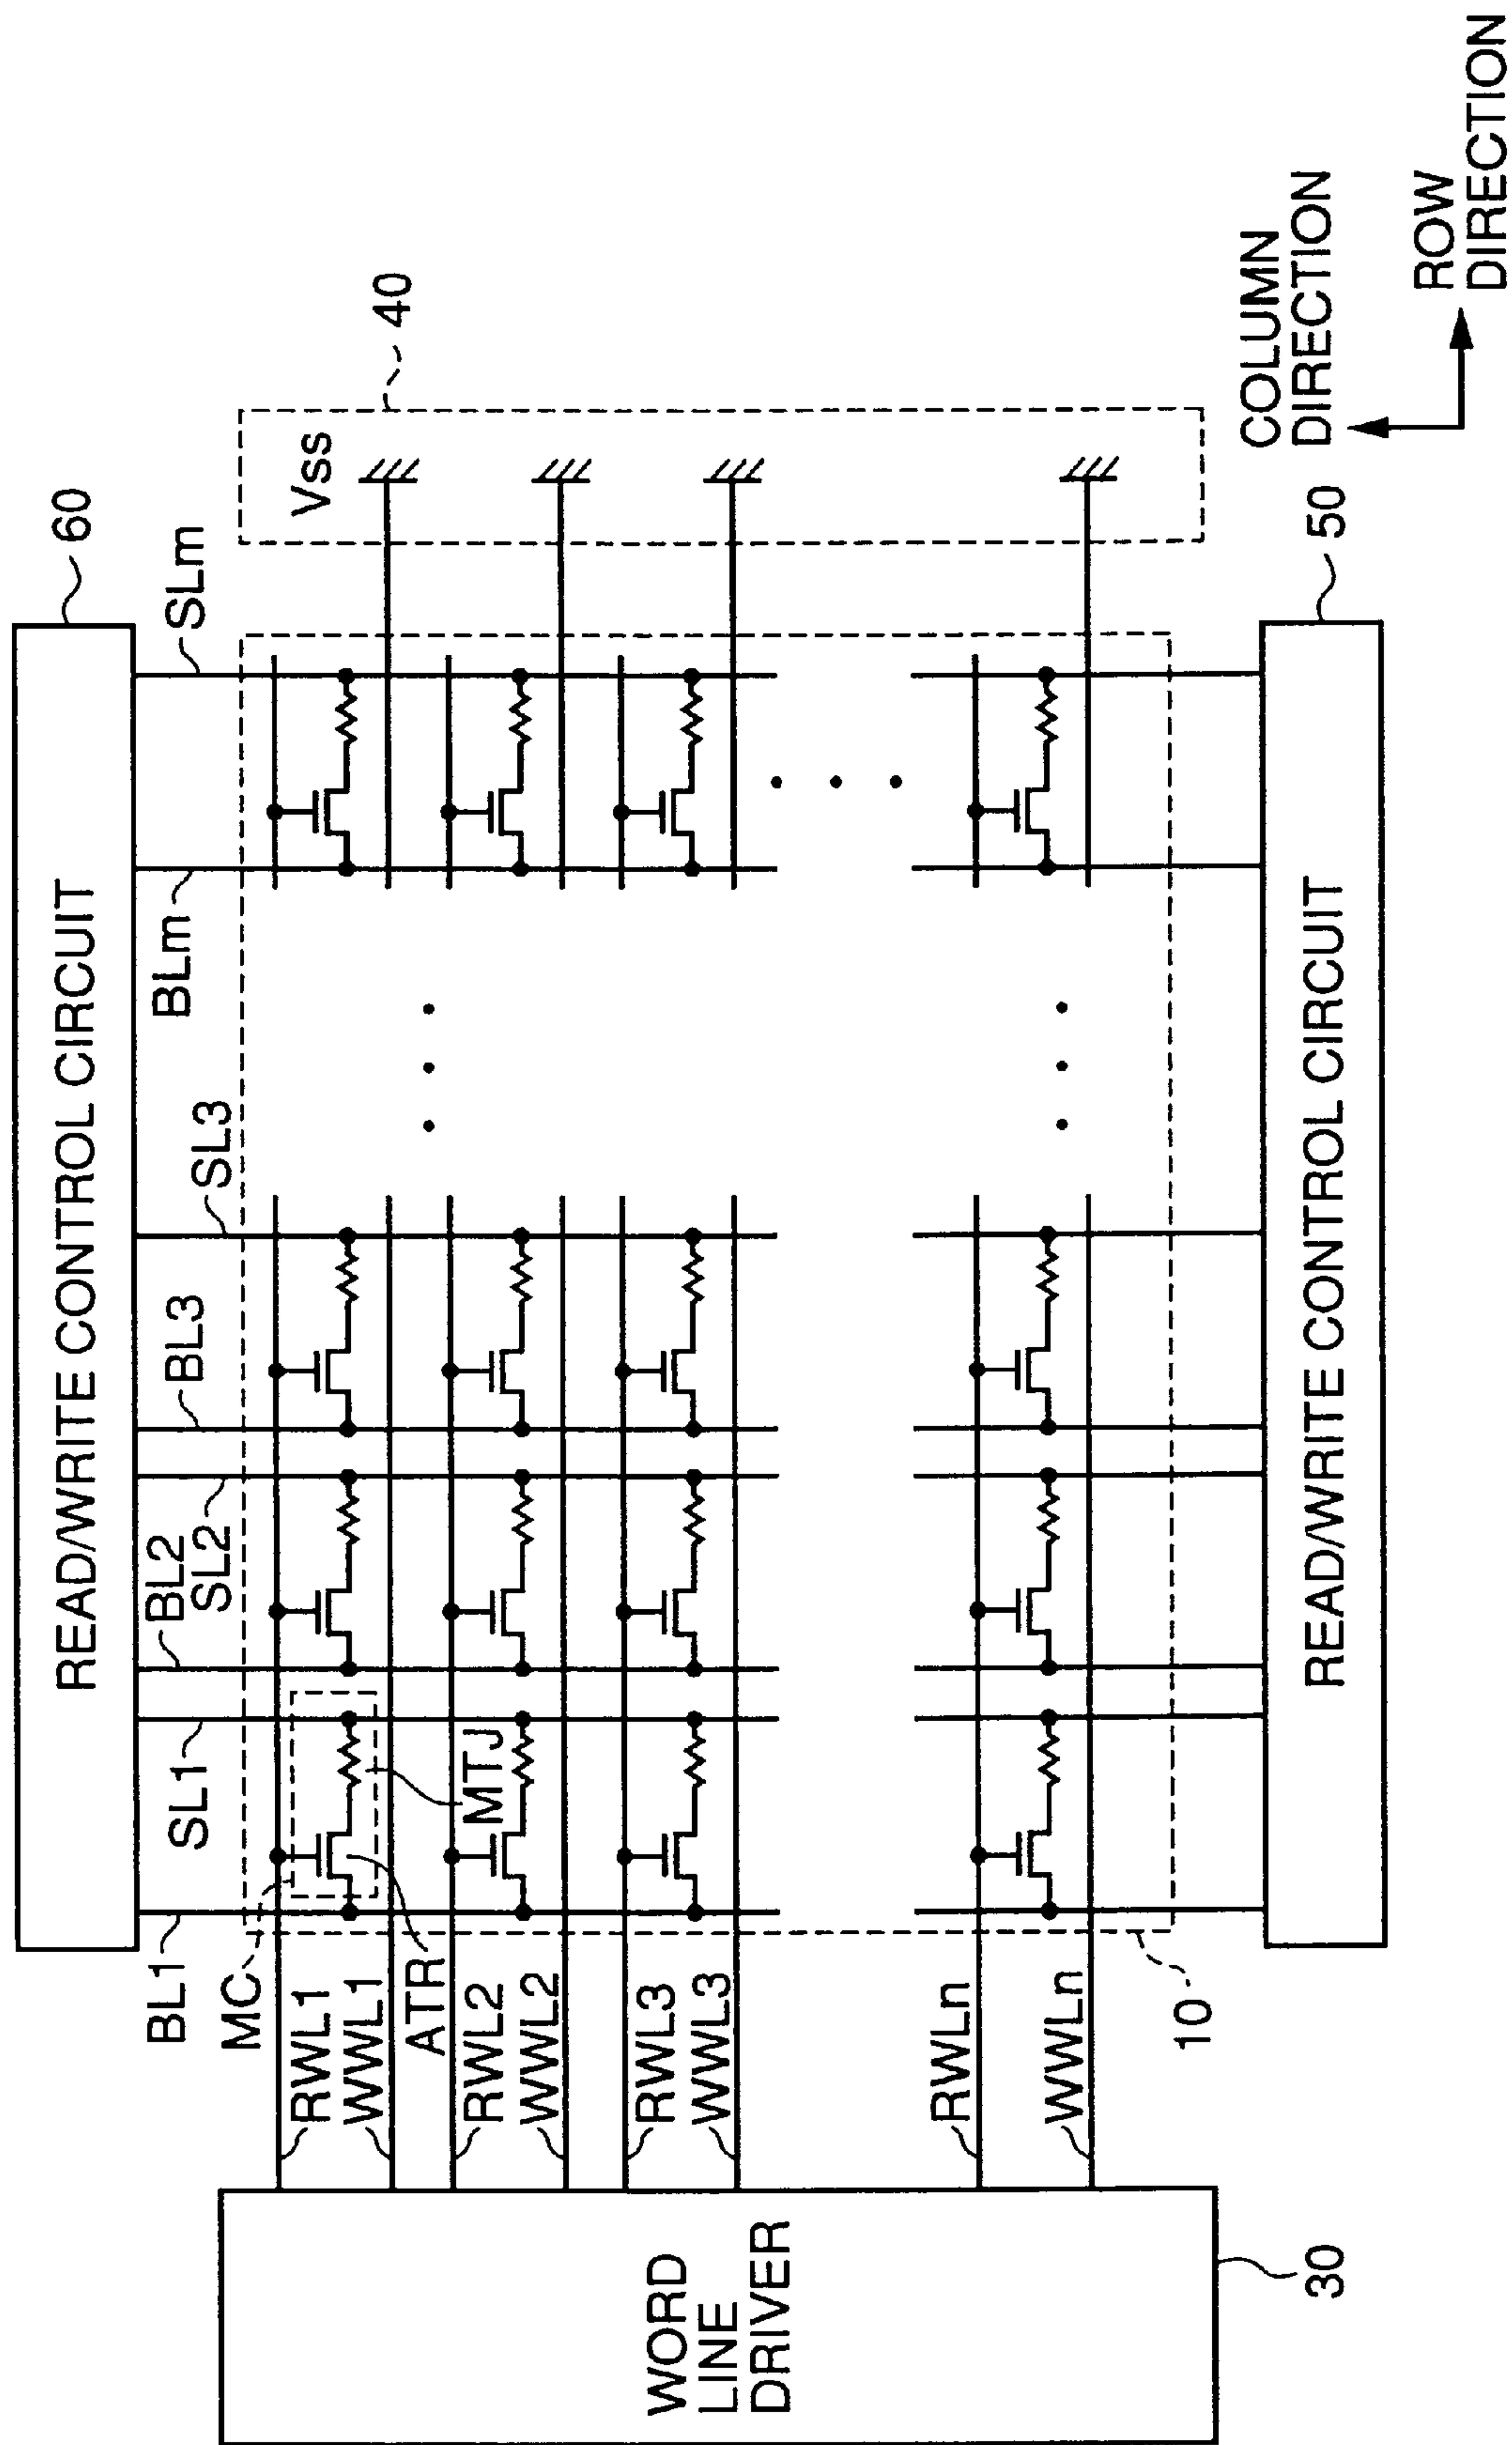 READ/WRITE CONTROL CIRCUIT
60
BL1
SL1
BL2
SL2
BL3
SL3
BLm
SLm
MC
RWL1
WWL1
ATR
MTJ
RWL2
WWL2
RWL3
WWL3
RWLn
WWLn
Vss
40
WORD
LINE
DRIVER
30
10
READ/WRITE CONTROL CIRCUIT
50
COLUMN
DIRECTION
ROW
DIRECTION